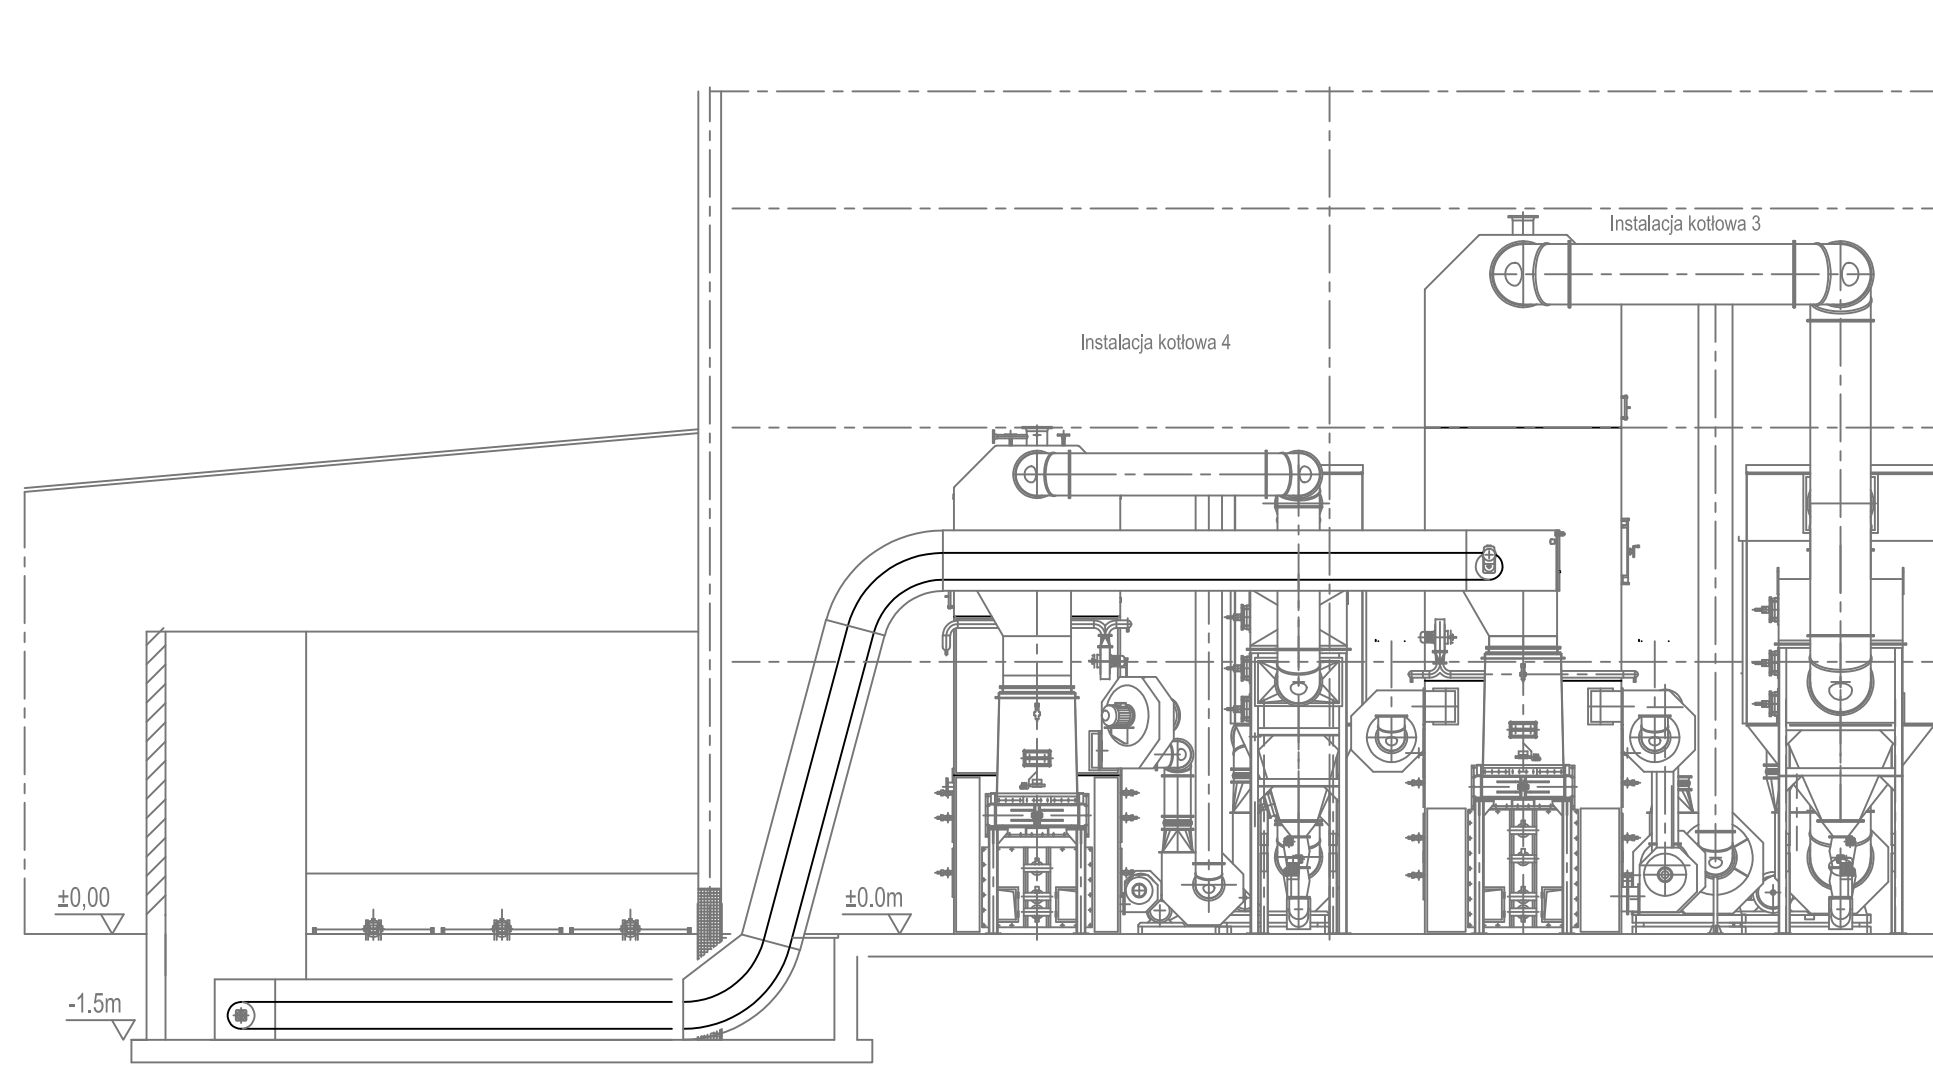 Instalacja kotłowa 3
Instalacja kotłowa 4
±0,00
±0.0m
-1.5m